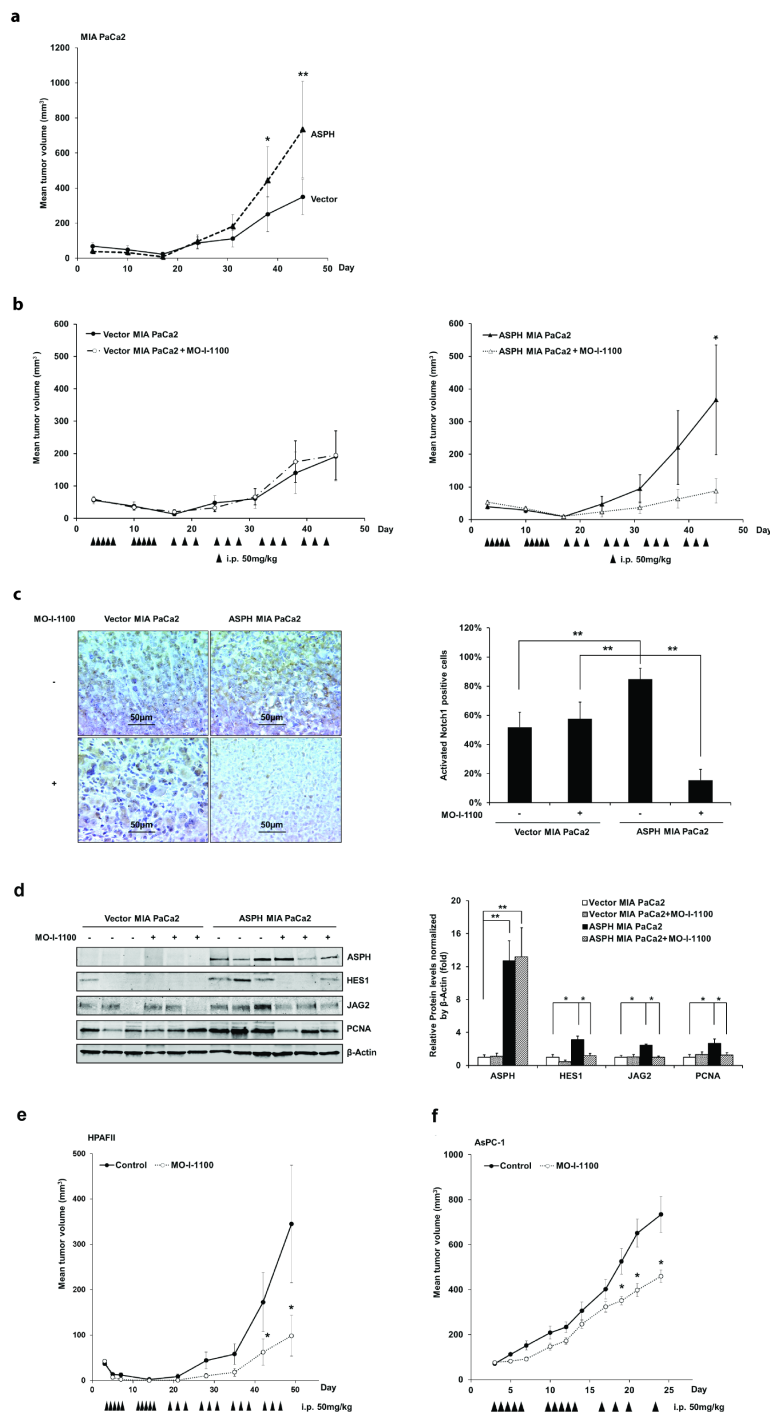 a
MIA PaCa2
Mean tumor volume (mm3)
1200
1000
800
600
400
200
0
**
*
ASPH
Vector
0 10 20 30 40 50 Day
b
Mean tumor volume (mm3)
600
500
400
300
200
100
0
Vector MIA PaCa2
Vector MIA PaCa2 + MO-I-1100
0 10 20 30 40 50
Day
i.p. 50mg/kg
Mean tumor volume (mm3)
600
500
400
300
200
100
0
ASPH MIA PaCa2
ASPH MIA PaCa2 + MO-I-1100
*
0 10 20 30 40 50
Day
i.p. 50mg/kg
c
MO-I-1100 Vector MIA PaCa2 ASPH MIA PaCa2
-
50μm 50μm
+
50μm 50μm
Activated Notch1 positive cells
120%
100%
80%
60%
40%
20%
0%
**
** **
MO-I-1100 - + - +
Vector MIA PaCa2 ASPH MIA PaCa2
d
Vector MIA PaCa2 ASPH MIA PaCa2
MO-I-1100 - - - + + + - - - + + +
ASPH
HES1
JAG2
PCNA
β-Actin
Relative Protein levels normalized
by β-Actin (fold)
20
16
12
8
4
0
Vector MIA PaCa2
Vector MIA PaCa2+MO-I-1100
ASPH MIA PaCa2
ASPH MIA PaCa2+MO-I-1100
**
**
* * * * * *
ASPH HES1 JAG2 PCNA
e
HPAFII
Mean tumor volume (mm3)
500
400
300
200
100
0
Control MO-I-1100
*
*
0 10 20 30 40 50
Day
i.p. 50mg/kg
f
AsPC-1
Mean tumor volume (mm3)
1000
800
600
400
200
0
Control MO-I-1100
* * *
0 5 10 15 20 25
Day
i.p. 50mg/kg